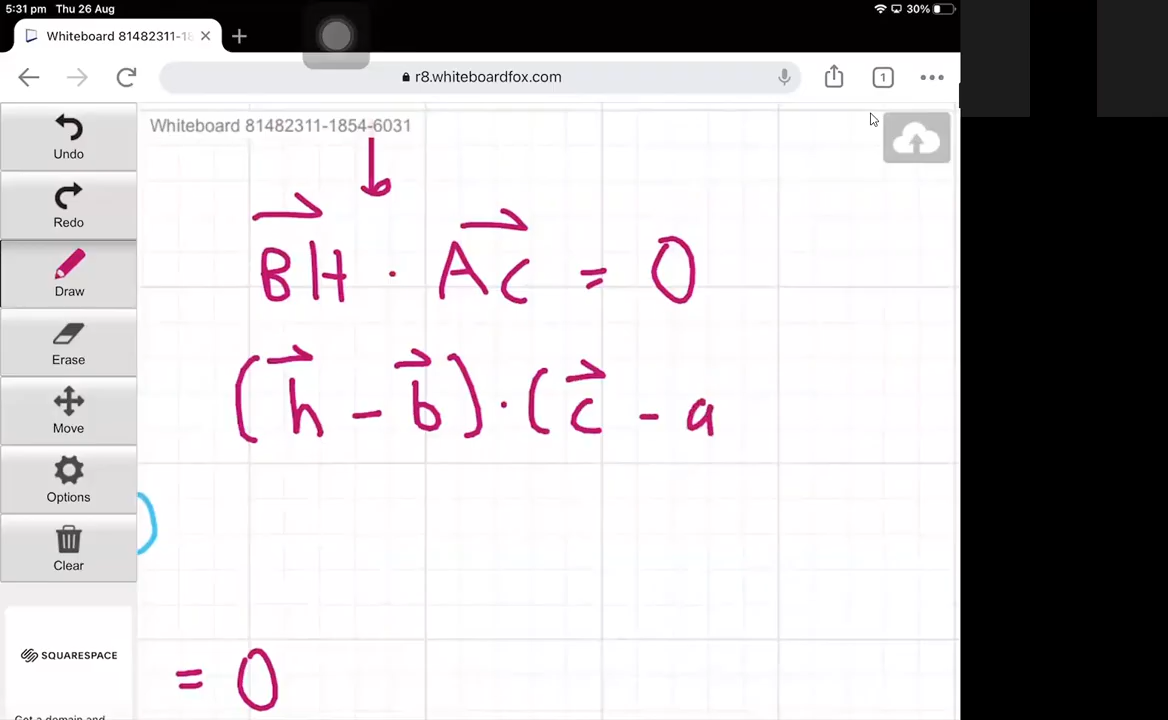 5:31 pm Thu 26 Aug 30%
Whiteboard 81482311-18
r8.whiteboardfox.com 1
Whiteboard 81482311-1854-6031
Undo
Redo
Draw
Erase
Move
Options
Clear
SQUARESPACE
BH · AC = 0
(h - b) · (c - a
= 0